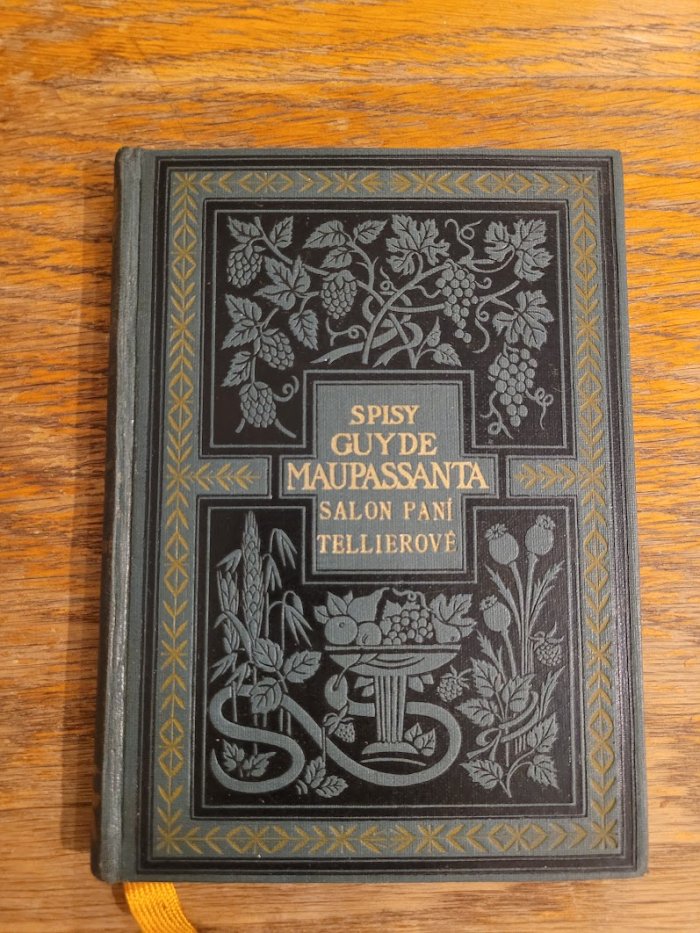 SPISY
GUY DE
MAUPASSANTA
SALON PANÍ
TELLIEROVÉ